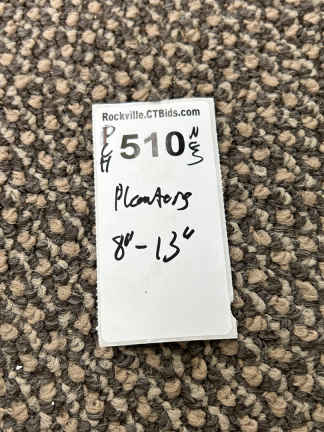 Rockville.CTBids.com
510
Planters
8" - 13"